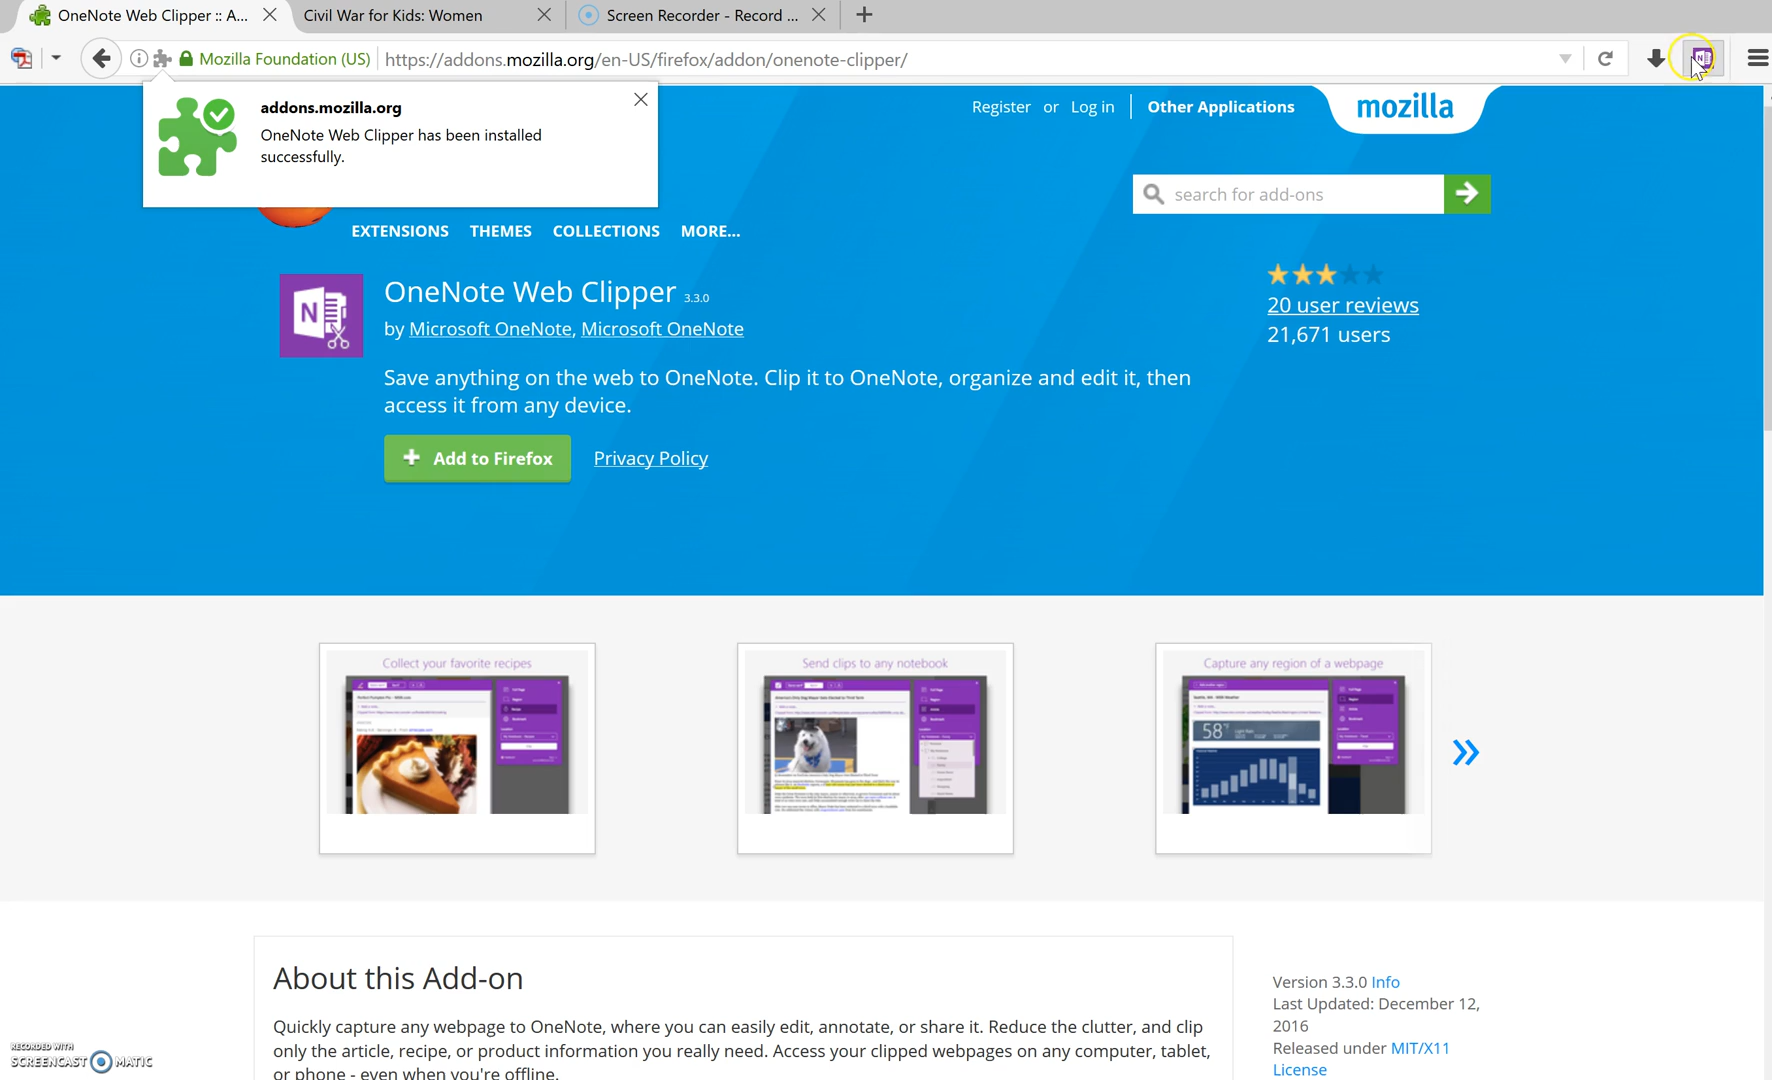 OneNote Web Clipper :: A...
Civil War for Kids: Women
Screen Recorder - Record ...
Mozilla Foundation (US)
https://addons.mozilla.org/en-US/firefox/addon/onenote-clipper/
addons.mozilla.org
OneNote Web Clipper has been installed
successfully.
Register or Log in
Other Applications
mozilla
search for add-ons
EXTENSIONS THEMES COLLECTIONS MORE...
N
OneNote Web Clipper 3.3.0
by Microsoft OneNote, Microsoft OneNote
20 user reviews
21,671 users
Save anything on the web to OneNote. Clip it to OneNote, organize and edit it, then
access it from any device.
+ Add to Firefox
Privacy Policy
Collect your favorite recipes
Send clips to any notebook
Capture any region of a webpage
58°
About this Add-on
Quickly capture any webpage to OneNote, where you can easily edit, annotate, or share it. Reduce the clutter, and clip
only the article, recipe, or product information you really need. Access your clipped webpages on any computer, tablet,
or phone - even when you're offline.
Version 3.3.0 Info
Last Updated: December 12,
2016
Released under MIT/X11
License
RECORDED WITH
SCREENCAST MATIC